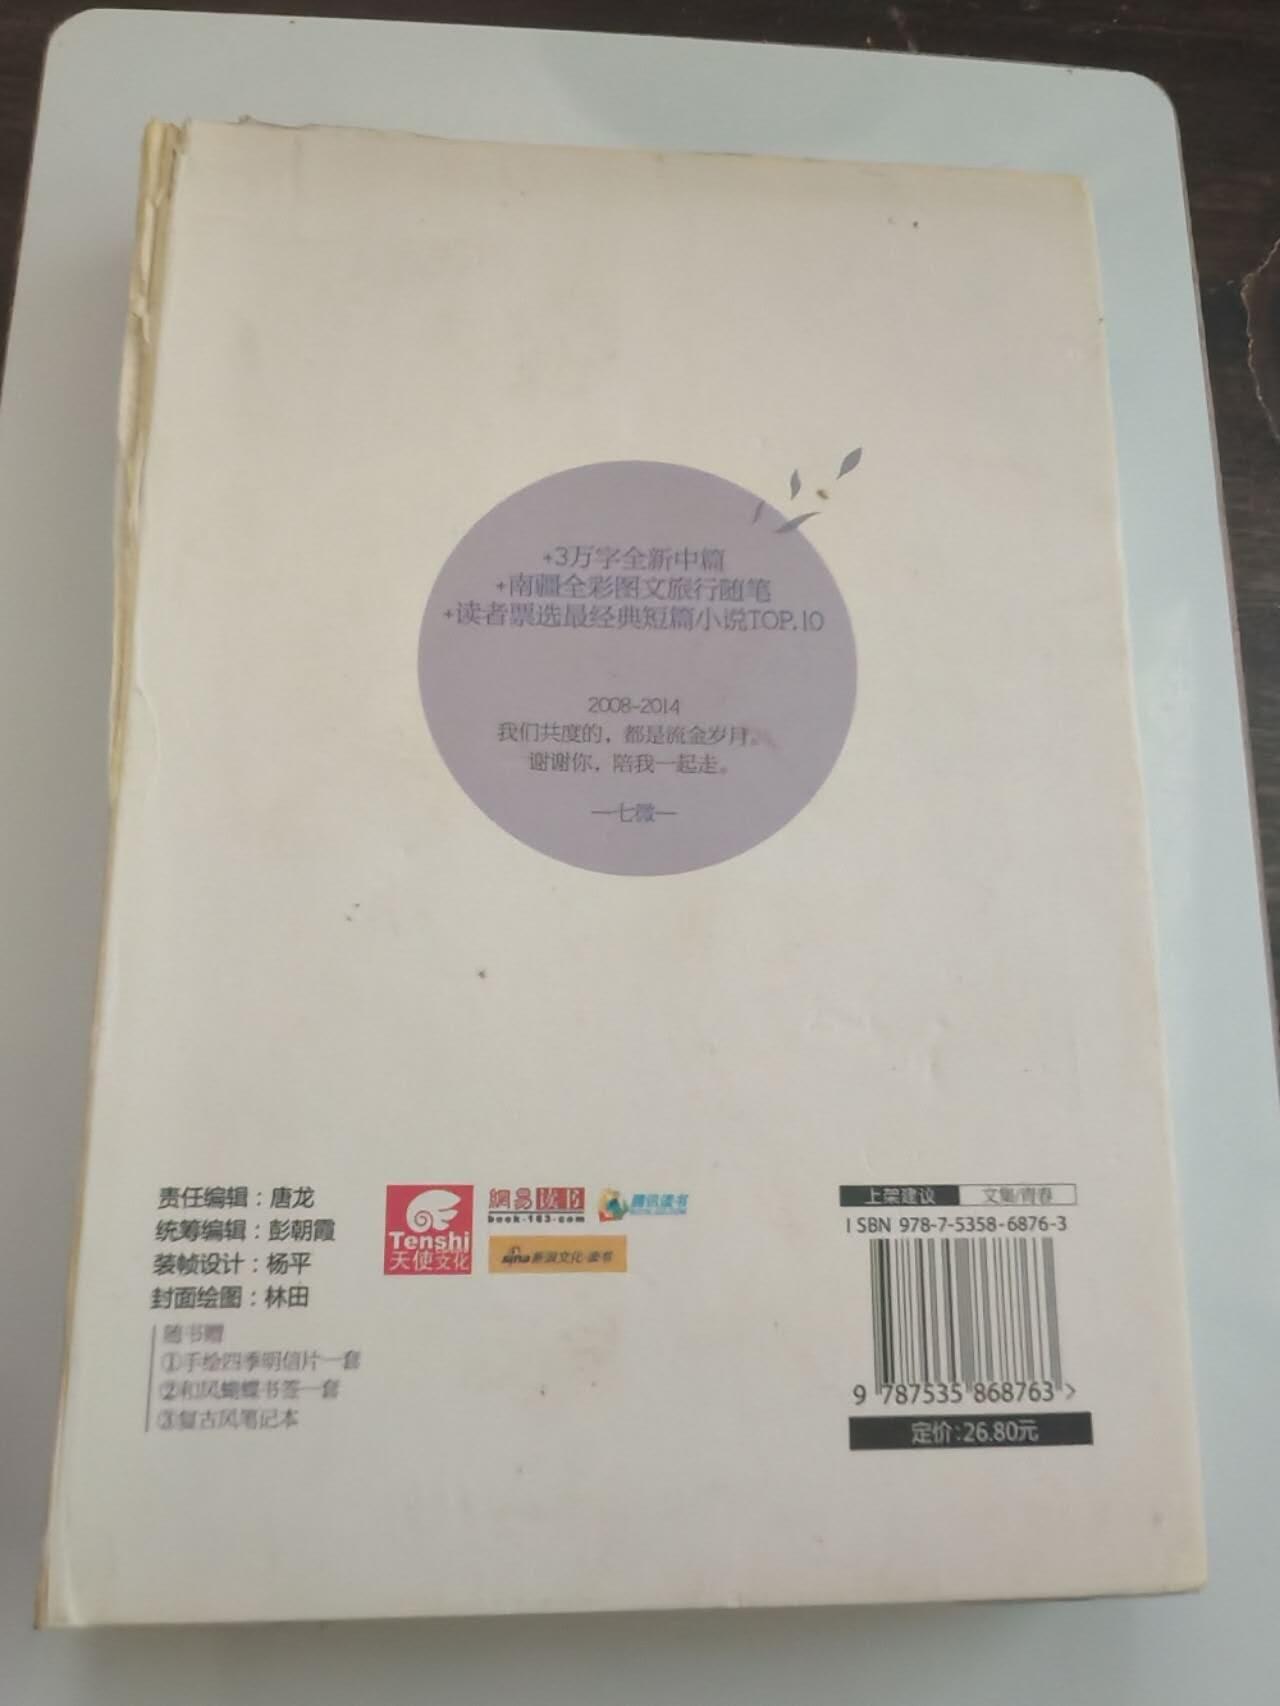 +3万字全新中篇
+南疆全彩图文旅行随笔
+读者票选最经典短篇小说TOP.10
2008-2014
我们共度的，都是流金岁月。
谢谢你，陪我一起走。
—七微—
责任编辑：唐龙
统筹编辑：彭朝霞
装帧设计：杨平
封面绘图：林田
随书赠
①手绘四季明信片一套
②和风蝴蝶书签一套
③复古风笔记本
Tenshi
天使文化
網易读书
book·163·com
腾讯读书
sina新浪文化·读书
上架建议 文集/青春
ISBN 978-7-5358-6876-3
9 787535 868763 >
定价:26.80元